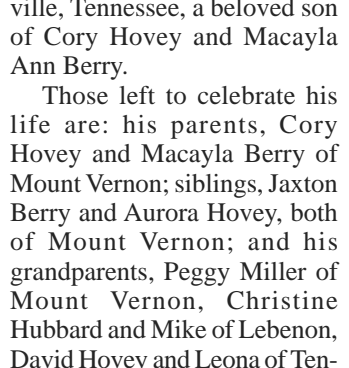 ville, Tennessee, a beloved son
of Cory Hovey and Macayla
Ann Berry.
Those left to celebrate his
life are: his parents, Cory
Hovey and Macayla Berry of
Mount Vernon; siblings, Jaxton
Berry and Aurora Hovey, both
of Mount Vernon; and his
grandparents, Peggy Miller of
Mount Vernon, Christine
Hubbard and Mike of Lebenon,
David Hovey and Leona of Ten-